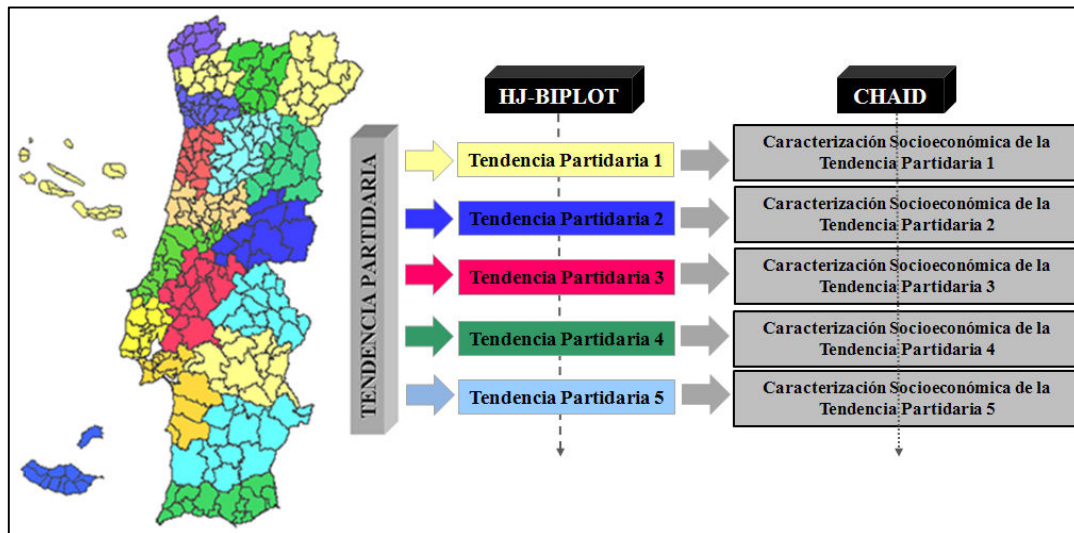 HJ-BIPLOT
CHAID
TENDENCIA PARTIDARIA
Tendencia Partidaria 1
Caracterización Socioeconómica de la
Tendencia Partidaria 1
Tendencia Partidaria 2
Caracterización Socioeconómica de la
Tendencia Partidaria 2
Tendencia Partidaria 3
Caracterización Socioeconómica de la
Tendencia Partidaria 3
Tendencia Partidaria 4
Caracterización Socioeconómica de la
Tendencia Partidaria 4
Tendencia Partidaria 5
Caracterización Socioeconómica de la
Tendencia Partidaria 5